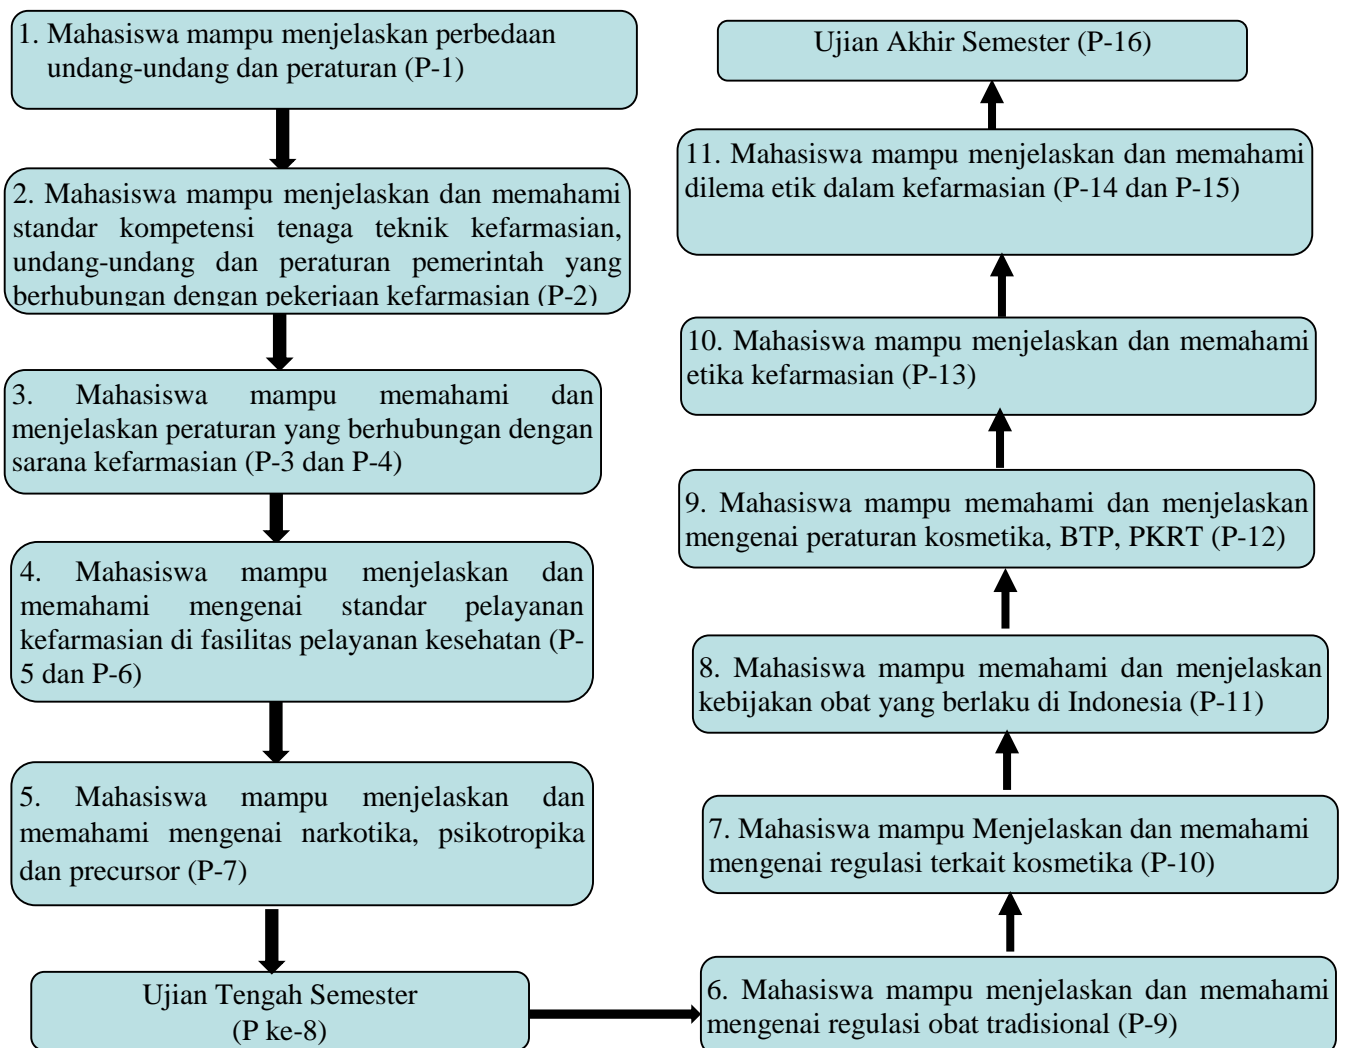 1. Mahasiswa mampu menjelaskan perbedaan
undang-undang dan peraturan (P-1)
2. Mahasiswa mampu menjelaskan dan memahami
standar kompetensi tenaga teknik kefarmasian,
undang-undang dan peraturan pemerintah yang
berhubungan dengan pekerjaan kefarmasian (P-2)
3. Mahasiswa mampu memahami dan
menjelaskan peraturan yang berhubungan dengan
sarana kefarmasian (P-3 dan P-4)
4. Mahasiswa mampu menjelaskan dan
memahami mengenai standar pelayanan
kefarmasian di fasilitas pelayanan kesehatan (P-
5 dan P-6)
5. Mahasiswa mampu menjelaskan dan
memahami mengenai narkotika, psikotropika
dan precursor (P-7)
Ujian Tengah Semester
(P ke-8)
6. Mahasiswa mampu menjelaskan dan memahami
mengenai regulasi obat tradisional (P-9)
7. Mahasiswa mampu Menjelaskan dan memahami
mengenai regulasi terkait kosmetika (P-10)
8. Mahasiswa mampu memahami dan menjelaskan
kebijakan obat yang berlaku di Indonesia (P-11)
9. Mahasiswa mampu memahami dan menjelaskan
mengenai peraturan kosmetika, BTP, PKRT (P-12)
10. Mahasiswa mampu menjelaskan dan memahami
etika kefarmasian (P-13)
11. Mahasiswa mampu menjelaskan dan memahami
dilema etik dalam kefarmasian (P-14 dan P-15)
Ujian Akhir Semester (P-16)